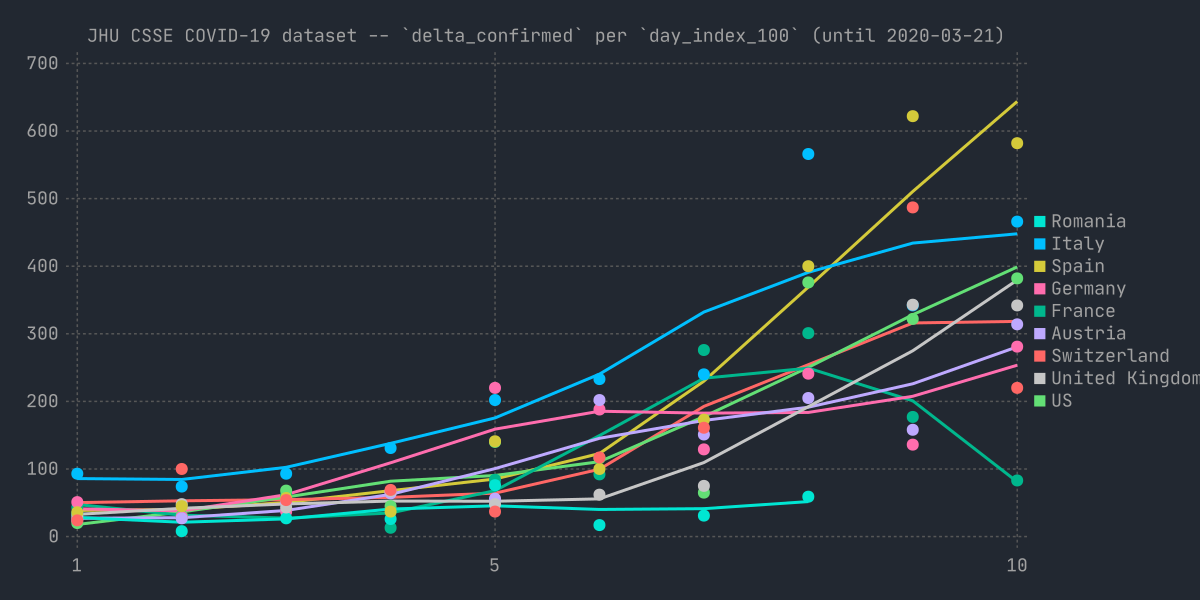 JHU CSSE COVID-19 dataset -- `delta_confirmed` per `day_index_100` (until 2020-03-21)
700
600
500
400
300
200
100
0
1
5
10
Romania
Italy
Spain
Germany
France
Austria
Switzerland
United Kingdom
US